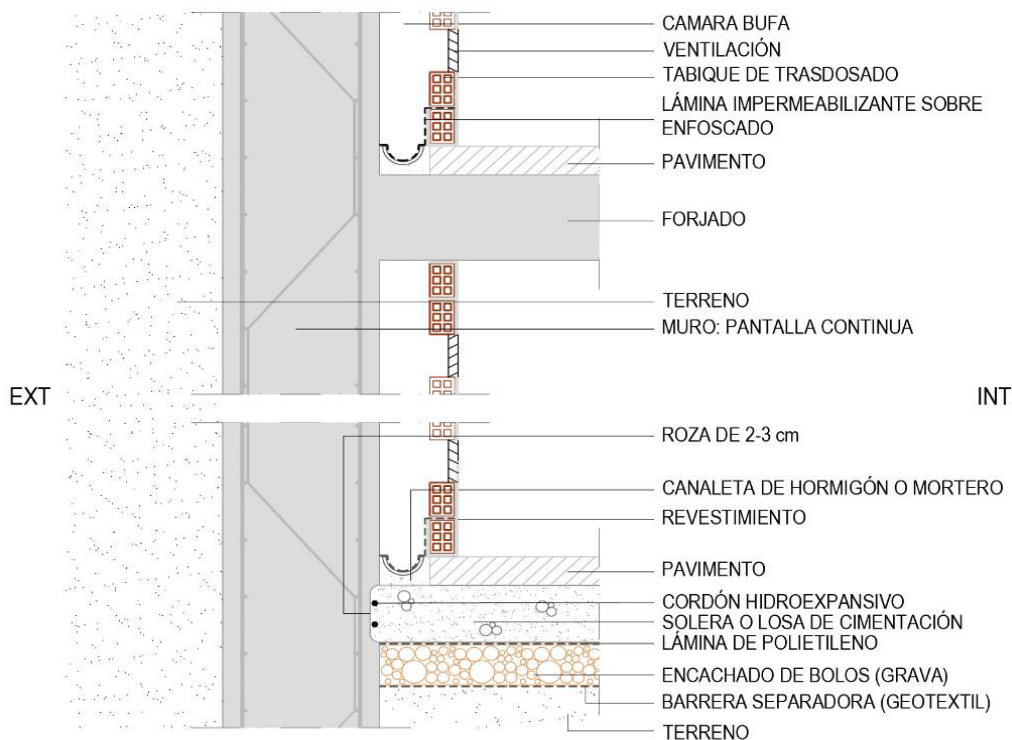 CAMARA BUFA
VENTILACIÓN
TABIQUE DE TRASDOSADO
LÁMINA IMPERMEABILIZANTE SOBRE
ENFOSCADO
PAVIMENTO
FORJADO
TERRENO
MURO: PANTALLA CONTINUA
EXT
INT
ROZA DE 2-3 cm
CANALETA DE HORMIGÓN O MORTERO
REVESTIMIENTO
PAVIMENTO
CORDÓN HIDROEXPANSIVO
SOLERA O LOSA DE CIMENTACIÓN
LÁMINA DE POLIETILENO
ENCACHADO DE BOLOS (GRAVA)
BARRERA SEPARADORA (GEOTEXTIL)
TERRENO